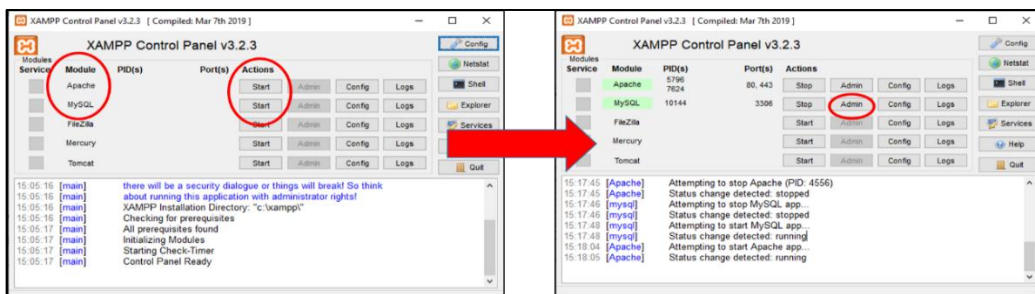 XAMPP Control Panel v3.2.3 [ Compiled: Mar 7th 2019 ]
XAMPP Control Panel v3.2.3
Config
Modules
Service Module PID(s) Port(s) Actions
Netstat
Apache Start Admin Config Logs
Shell
MySQL Start Admin Config Logs
Explorer
FileZilla Start Admin Config Logs
Services
Mercury Start Admin Config Logs
Tomcat Start Admin Config Logs
Quit
15:05:16 [main] there will be a security dialogue or things will break! So think
15:05:16 [main] about running this application with administrator rights!
15:05:16 [main] XAMPP Installation Directory: "c:\xampp\"
15:05:16 [main] Checking for prerequisites
15:05:17 [main] All prerequisites found
15:05:17 [main] Initializing Modules
15:05:17 [main] Starting Check-Timer
15:05:17 [main] Control Panel Ready
XAMPP Control Panel v3.2.3 [ Compiled: Mar 7th 2019 ]
XAMPP Control Panel v3.2.3
Config
Modules
Service Module PID(s) Port(s) Actions
Netstat
Apache 5796 7624 80, 443 Stop Admin Config Logs
Shell
MySQL 10144 3306 Stop Admin Config Logs
Explorer
FileZilla Start Admin Config Logs
Services
Mercury Start Admin Config Logs
Help
Tomcat Start Admin Config Logs
Quit
15:17:45 [Apache] Attempting to stop Apache (PID: 4556)
15:17:45 [Apache] Status change detected: stopped
15:17:46 [mysql] Attempting to stop MySQL app...
15:17:46 [mysql] Status change detected: stopped
15:17:48 [mysql] Attempting to start MySQL app...
15:17:48 [mysql] Status change detected: running
15:18:04 [Apache] Attempting to start Apache app...
15:18:05 [Apache] Status change detected: running